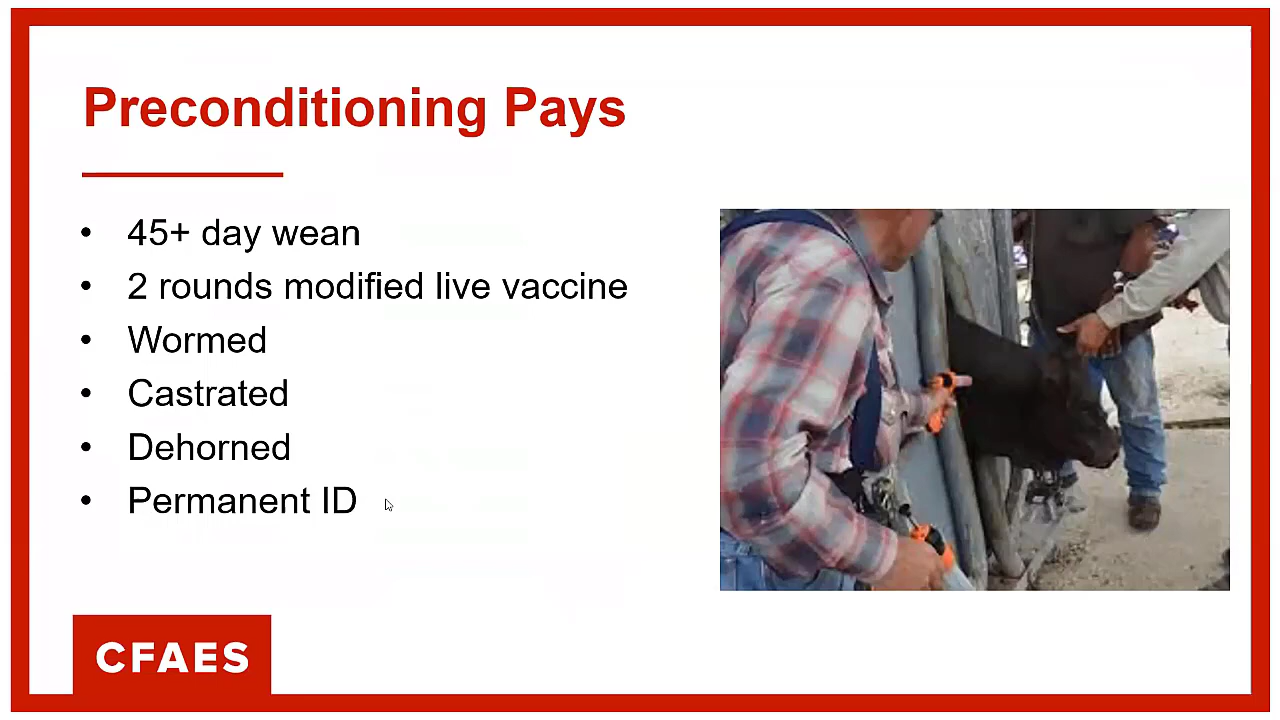 Preconditioning Pays
• 45+ day wean
• 2 rounds modified live vaccine
• Wormed
• Castrated
• Dehorned
• Permanent ID
CFAES